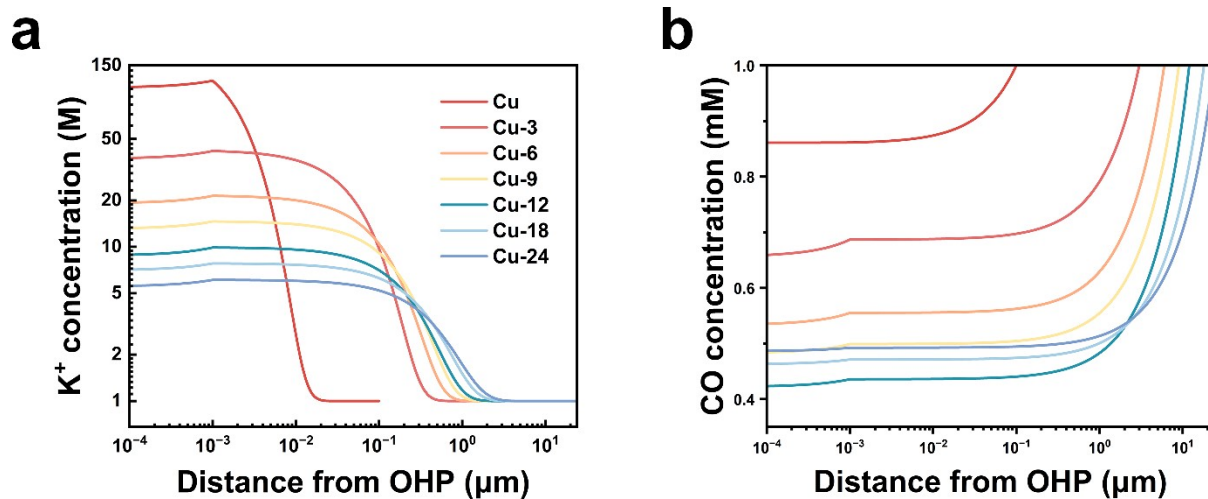 a
K⁺ concentration (M)
150
50
20
10
5
2
1
Cu
Cu-3
Cu-6
Cu-9
Cu-12
Cu-18
Cu-24
10⁻⁴ 10⁻³ 10⁻² 10⁻¹ 10⁰ 10¹
Distance from OHP (μm)
b
CO concentration (mM)
1.0
0.8
0.6
0.4
10⁻⁴ 10⁻³ 10⁻² 10⁻¹ 10⁰ 10¹
Distance from OHP (μm)